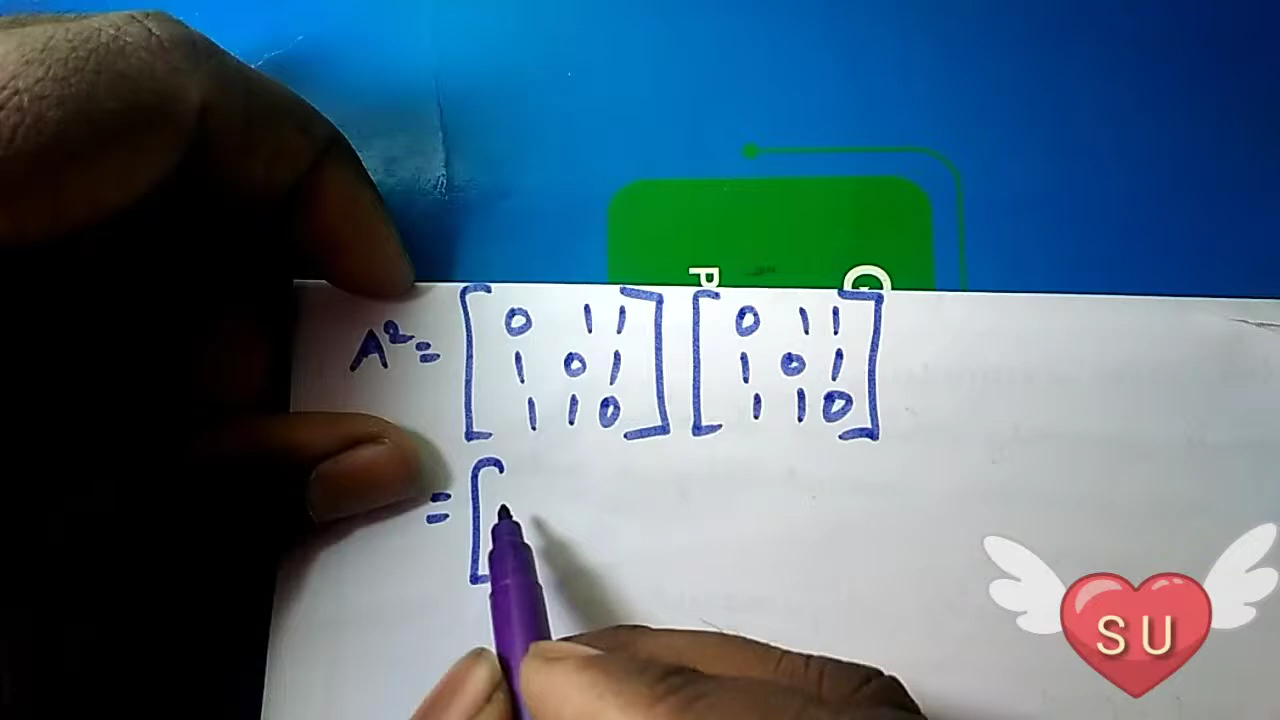 P G
A² = [ 0 1 1 ] [ 0 1 1 ]
1 0 1 1 0 1
1 1 0 1 1 0
= [
SU